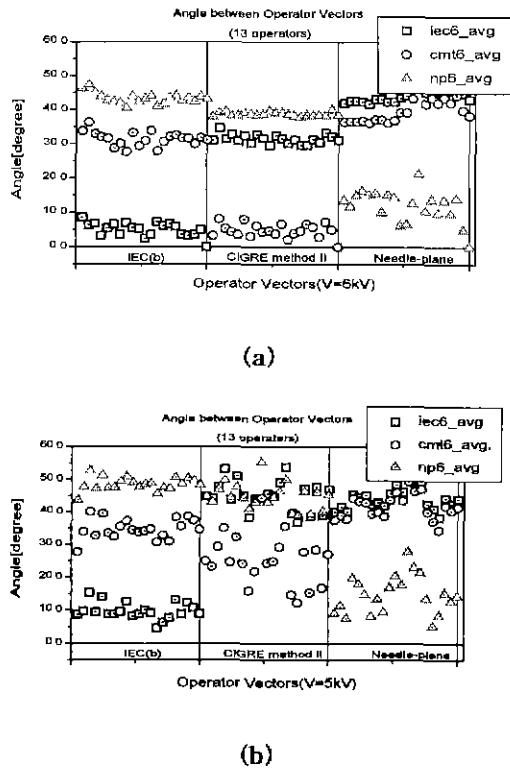 Angle between Operator Vectors
(13 operators)
iec6_avg
cmt6_avg
np6_avg
Angle[degree]
60.0
50.0
40.0
30.0
20.0
10.0
0.0
IEC(b)
CIGRE method II
Needle-plane
Operator Vectors(V=6kV)
(a)
Angle between Operator Vectors
(13 operaters)
iec6_avg
cmt6_avg.
np6_avg
Angle[degree]
60.0
50.0
40.0
30.0
20.0
10.0
0.0
IEC(b)
CIGRE method II
Needle-plane
Operator Vectors(V=5kV)
(b)